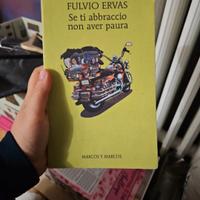 FULVIO ERVAS
Se ti abbraccio
non aver paura
MARCOS Y MARCOS